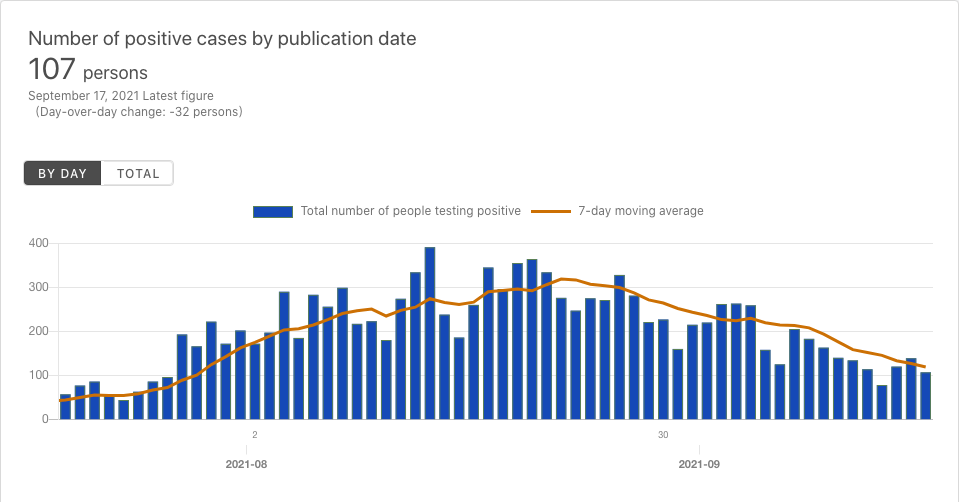 Number of positive cases by publication date
107 persons
September 17, 2021 Latest figure
(Day-over-day change: -32 persons)
BY DAY TOTAL
Total number of people testing positive 7-day moving average
400
300
200
100
0
2 30
2021-08 2021-09